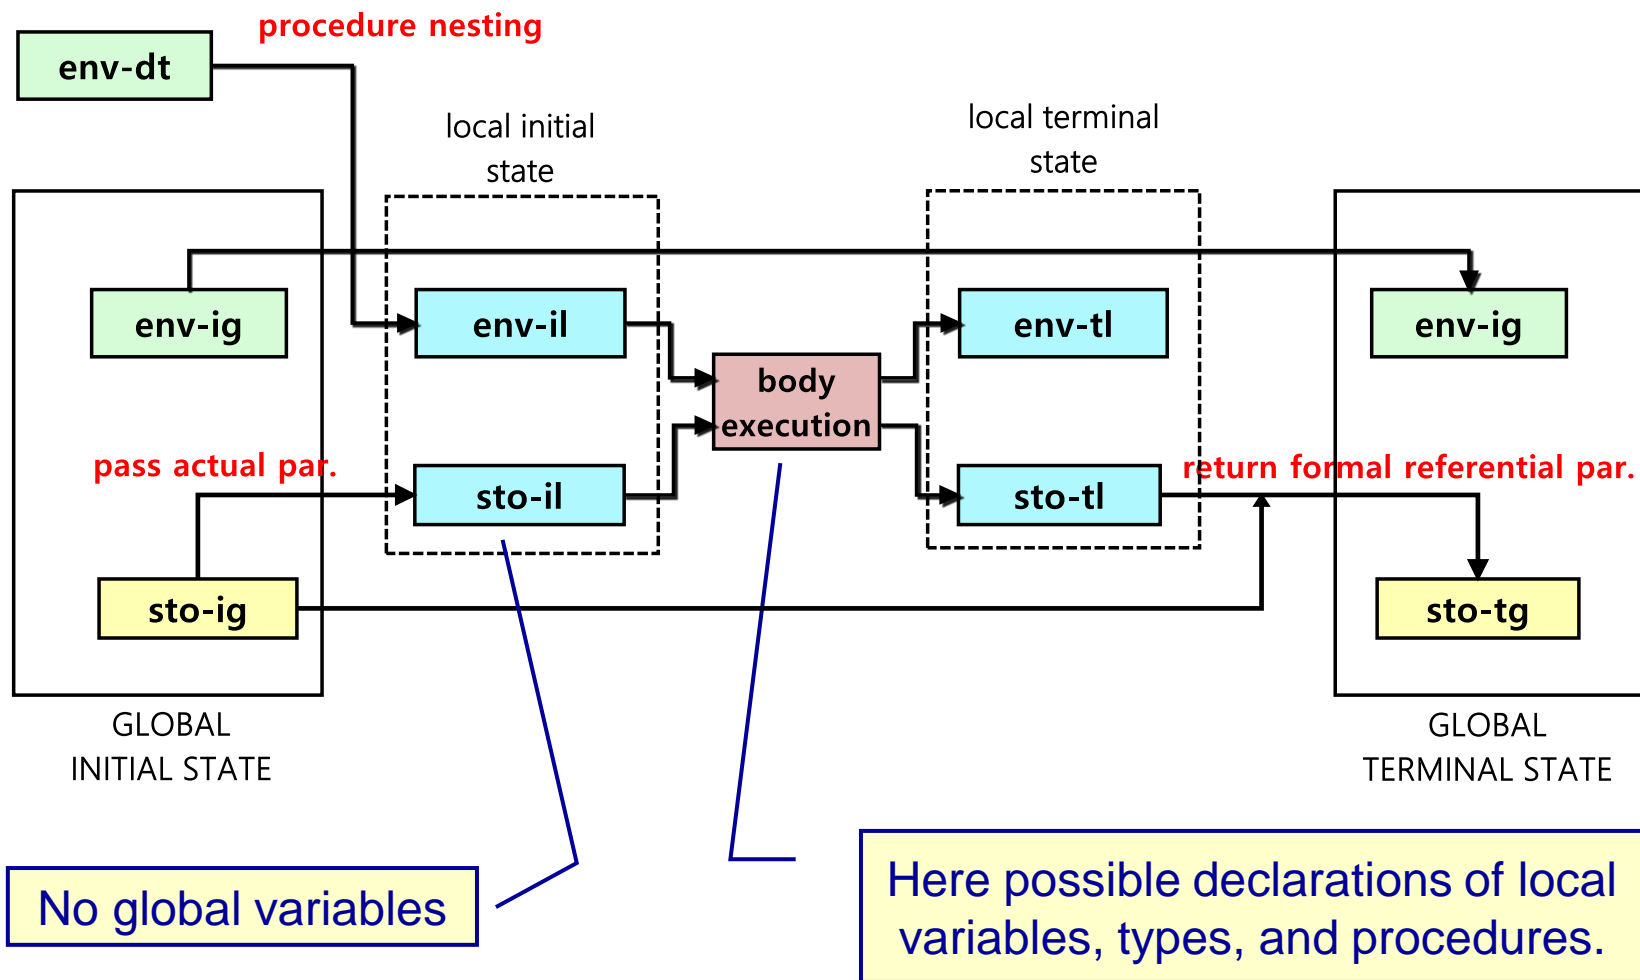 procedure nesting
env-dt
local initial
state
local terminal
state
env-ig
env-il
env-tl
env-ig
body
execution
pass actual par.
return formal referential par.
sto-il
sto-tl
sto-ig
sto-tg
GLOBAL
INITIAL STATE
GLOBAL
TERMINAL STATE
No global variables
Here possible declarations of local
variables, types, and procedures.